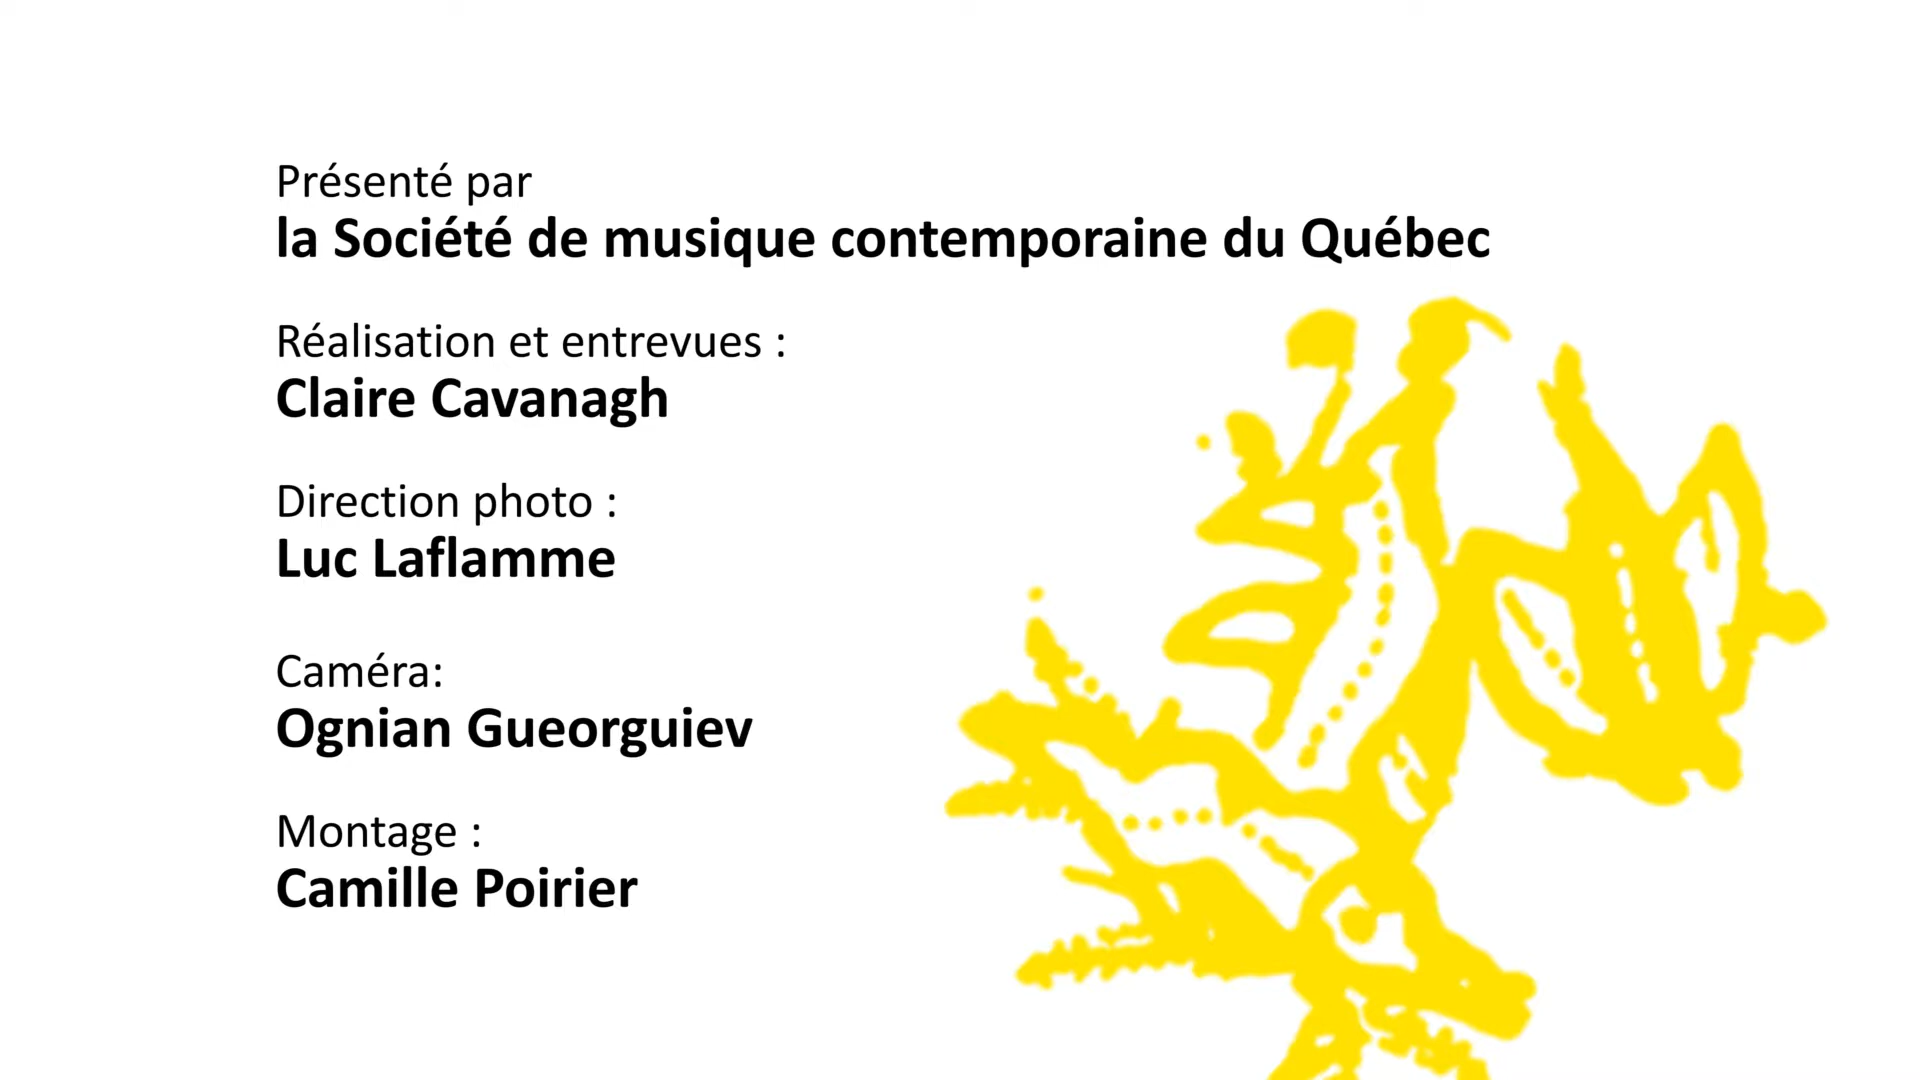 Présenté par
la Société de musique contemporaine du Québec
Réalisation et entrevues :
Claire Cavanagh
Direction photo :
Luc Laflamme
Caméra:
Ognian Gueorguiev
Montage :
Camille Poirier